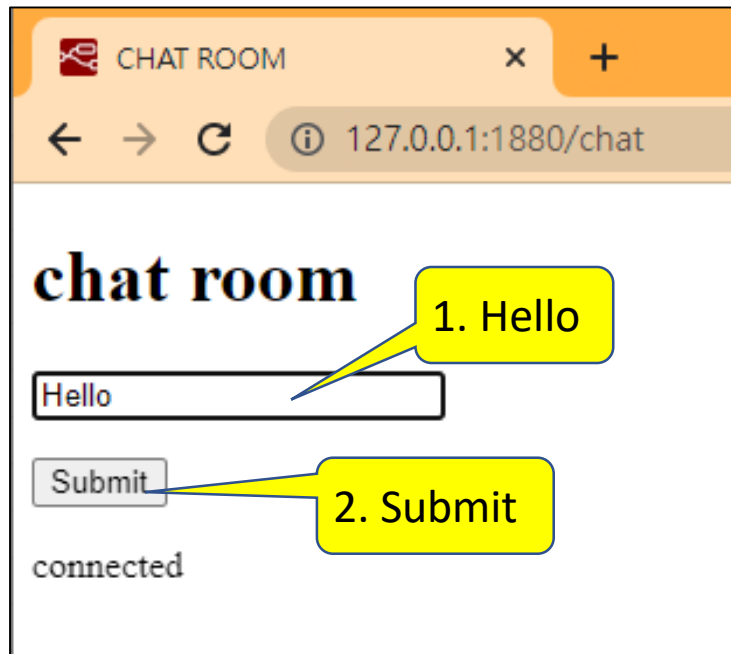 CHAT ROOM
127.0.0.1:1880/chat
chat room
1. Hello
Hello
Submit
2. Submit
connected